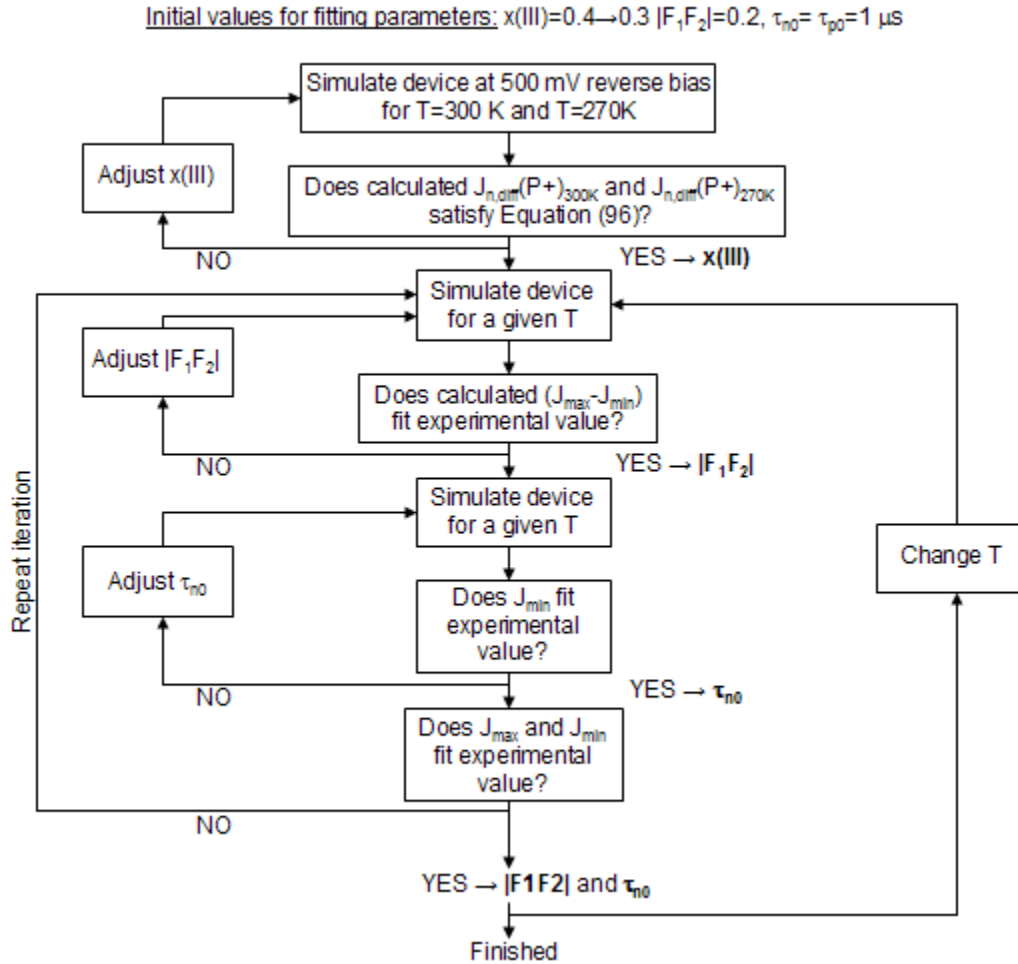 Initial values for fitting parameters: x(III)=0.4→0.3 |F₁F₂|=0.2, τn0= τp0=1 μs
Simulate device at 500 mV reverse bias
for T=300 K and T=270K
Adjust x(III)
Does calculated Jn,diff(P+)300K and Jn,diff(P+)270K
satisfy Equation (96)?
NO
YES → x(III)
Simulate device
for a given T
Adjust |F₁F₂|
Does calculated (Jmax-Jmin)
fit experimental value?
NO
YES → |F₁F₂|
Simulate device
for a given T
Repeat iteration
Change T
Adjust τn0
Does Jmin fit
experimental
value?
NO
YES → τn0
Does Jmax and Jmin
fit experimental
value?
NO
YES → |F1F2| and τn0
Finished